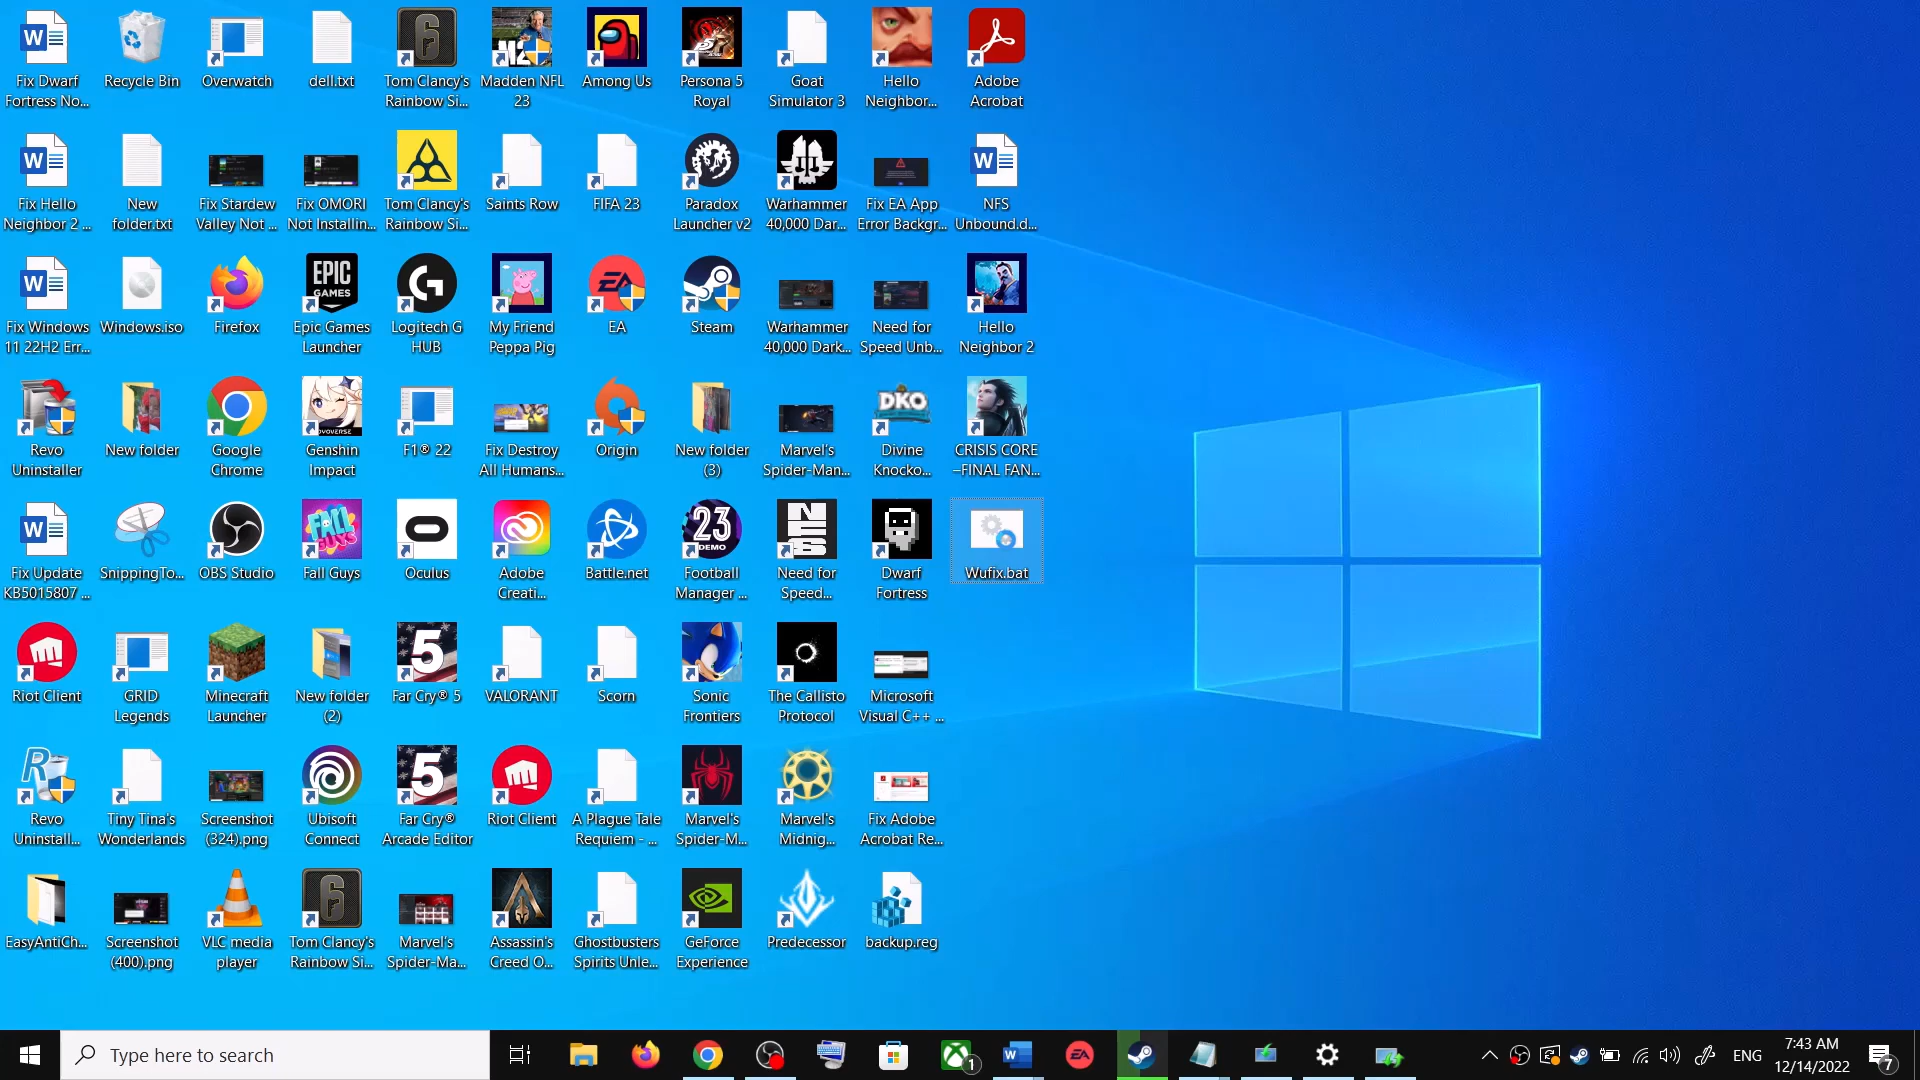 Fix Dwarf
Fortress No...
Recycle Bin
Overwatch
dell.txt
Tom Clancy's
Rainbow Si...
Madden NFL
23
Among Us
Persona 5
Royal
Goat
Simulator 3
Hello
Neighbor...
Adobe
Acrobat
Fix Hello
Neighbor 2 ...
New
folder.txt
Fix Stardew
Valley Not ...
Fix OMORI
Not Installin...
Tom Clancy's
Rainbow Si...
Saints Row
FIFA 23
Paradox
Launcher v2
Warhammer
40,000 Dar...
Fix EA App
Error Backgr...
NFS
Unbound.d...
Fix Windows
11 22H2 Err...
Windows.iso
Firefox
EPIC
GAMES
Epic Games
Launcher
Logitech G
HUB
My Friend
Peppa Pig
EA
Steam
Warhammer
40,000 Dark...
Need for
Speed Unb...
Hello
Neighbor 2
Revo
Uninstaller
New folder
Google
Chrome
Genshin
Impact
F1® 22
Fix Destroy
All Humans...
Origin
New folder
(3)
Marvel's
Spider-Man...
DKO
Divine
Knocko...
CRISIS CORE
–FINAL FAN...
Fix Update
KB5015807 ...
SnippingTo...
OBS Studio
FALL
GUYS
Fall Guys
Oculus
Adobe
Creati...
Battle.net
23
DEMO
Football
Manager ...
Need for
Speed...
Dwarf
Fortress
Wufix.bat
Riot Client
GRID
Legends
Minecraft
Launcher
New folder
(2)
5
Far Cry® 5
VALORANT
Scorn
Sonic
Frontiers
The Callisto
Protocol
Microsoft
Visual C++ ...
Revo
Uninstall...
Tiny Tina's
Wonderlands
Screenshot
(324).png
Ubisoft
Connect
5
Far Cry®
Arcade Editor
Riot Client
A Plague Tale
Requiem - ...
Marvel's
Spider-M...
Marvel's
Midnig...
Fix Adobe
Acrobat Re...
EasyAntiCh...
Screenshot
(400).png
VLC media
player
Tom Clancy's
Rainbow Si...
Marvel's
Spider-Ma...
Assassin's
Creed O...
Ghostbusters
Spirits Unle...
GeForce
Experience
Predecessor
backup.reg
Type here to search
1
ENG
7:43 AM
12/14/2022
7